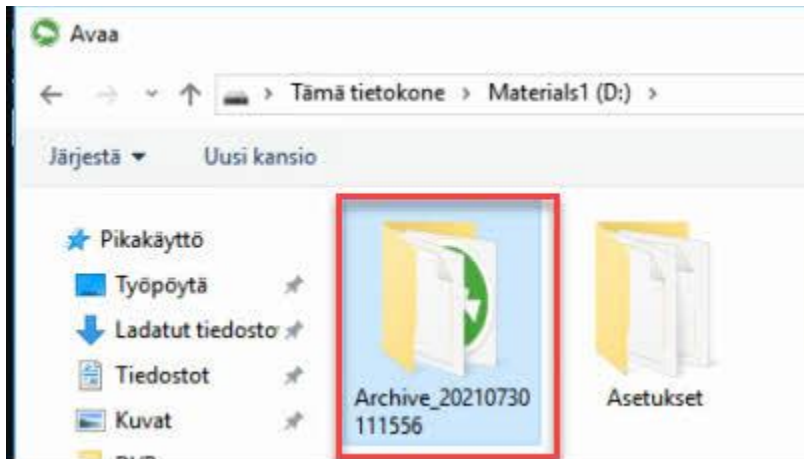 Avaa
Tämä tietokone > Materials1 (D:) >
Järjestä Uusi kansio
Pikakäyttö
Työpöytä
Ladatut tiedosto
Tiedostot
Kuvat
Archive_20210730
111556
Asetukset